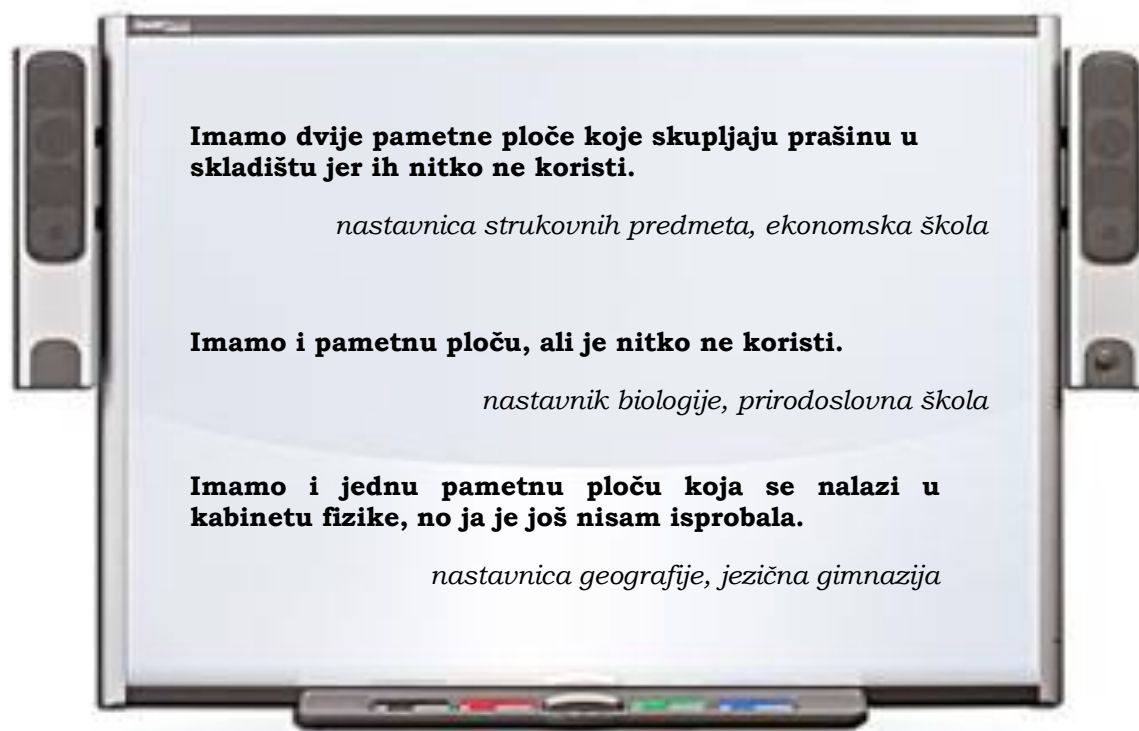 Imamo dvije pametne ploče koje skupljaju prašinu u
skladištu jer ih nitko ne koristi.
nastavnica strukovnih predmeta, ekonomska škola
Imamo i pametnu ploču, ali je nitko ne koristi.
nastavnik biologije, prirodoslovna škola
Imamo i jednu pametnu ploču koja se nalazi u
kabinetu fizike, no ja je još nisam isprobala.
nastavnica geografije, jezična gimnazija